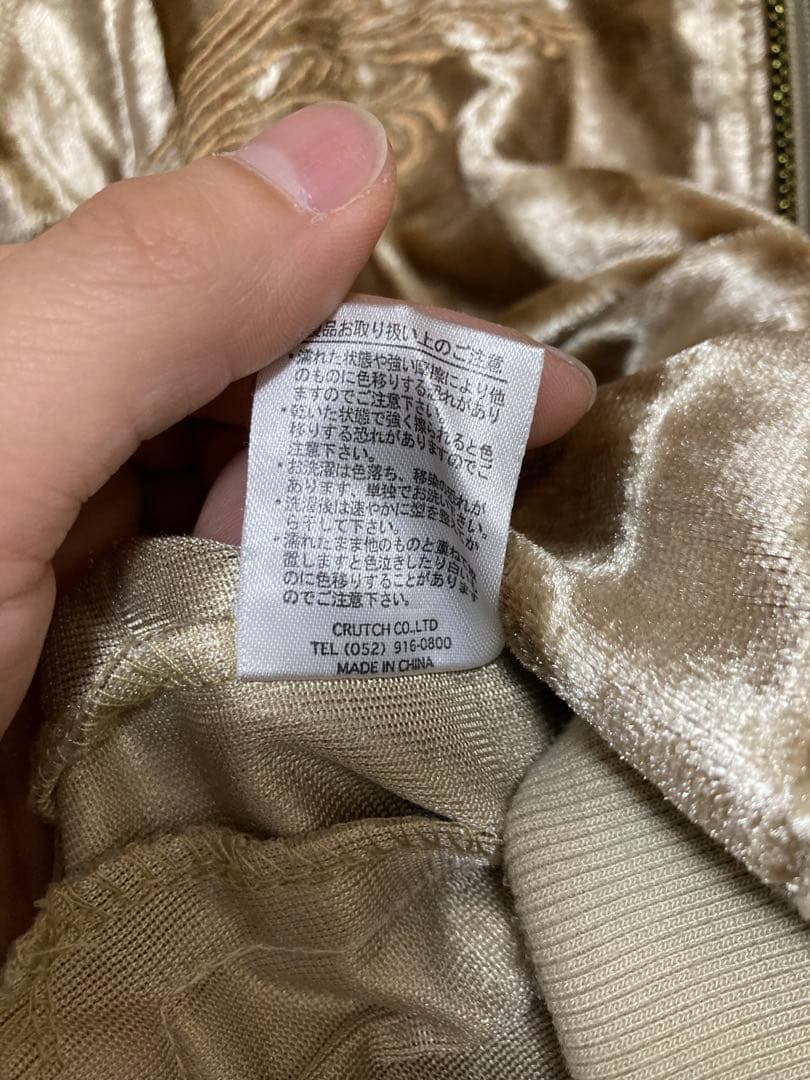 製品お取り扱い上のご注意
・濡れた状態や強い摩擦により他
のものに色移りする恐れがあり
ますのでご注意下さい。
・乾いた状態で強く擦られると色
移りする恐れがありますのでご
注意下さい。
・お洗濯は色落ち、移染の恐れが
あります、単独でお洗い下さい。
・洗濯後は速やかに型を整え
ら干して下さい。
・濡れたまま他のものと重ねて放
置しますと色泣きしたり白い
のに色移りすることがあります
のでご注意下さい。
CRUTCH CO.,LTD
TEL (052) 916-0800
MADE IN CHINA